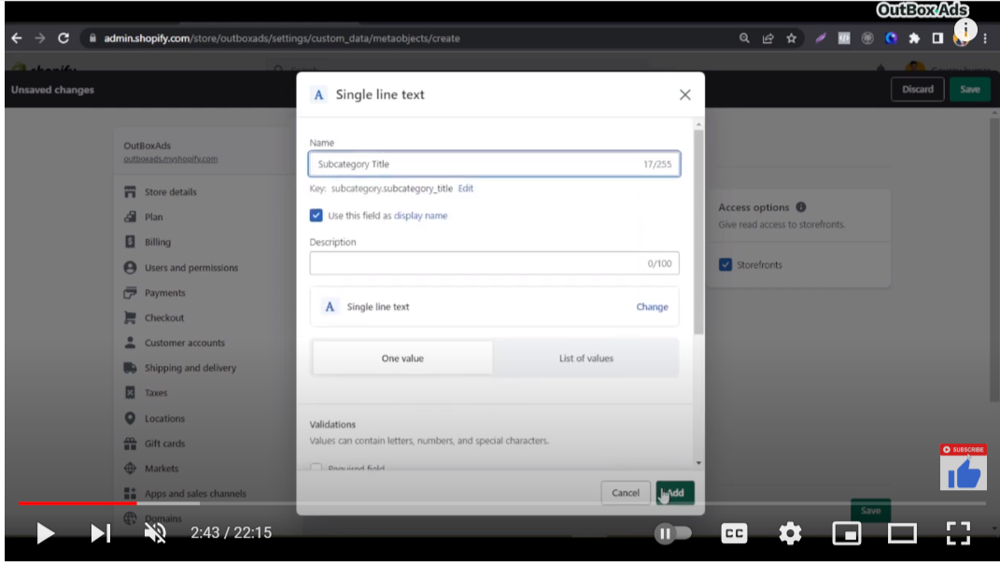 OutBox Ads
admin.shopify.com/store/outboxads/settings/custom_data/metaobjects/create
shopify
Unsaved changes
Discard
Save
A Single line text
OutBoxAds
outboxads.myshopify.com
Store details
Plan
Billing
Users and permissions
Payments
Checkout
Customer accounts
Shipping and delivery
Taxes
Locations
Gift cards
Markets
Apps and sales channels
Domains
Name
Subcategory Title 17/255
Key: subcategory.subcategory_title Edit
Use this field as display name
Description
0/100
A Single line text Change
One value List of values
Validations
Values can contain letters, numbers, and special characters.
Required field
Cancel Add
Access options
Give read access to storefronts.
Storefronts
SUBSCRIBE
Save
2:43 / 22:15
CC